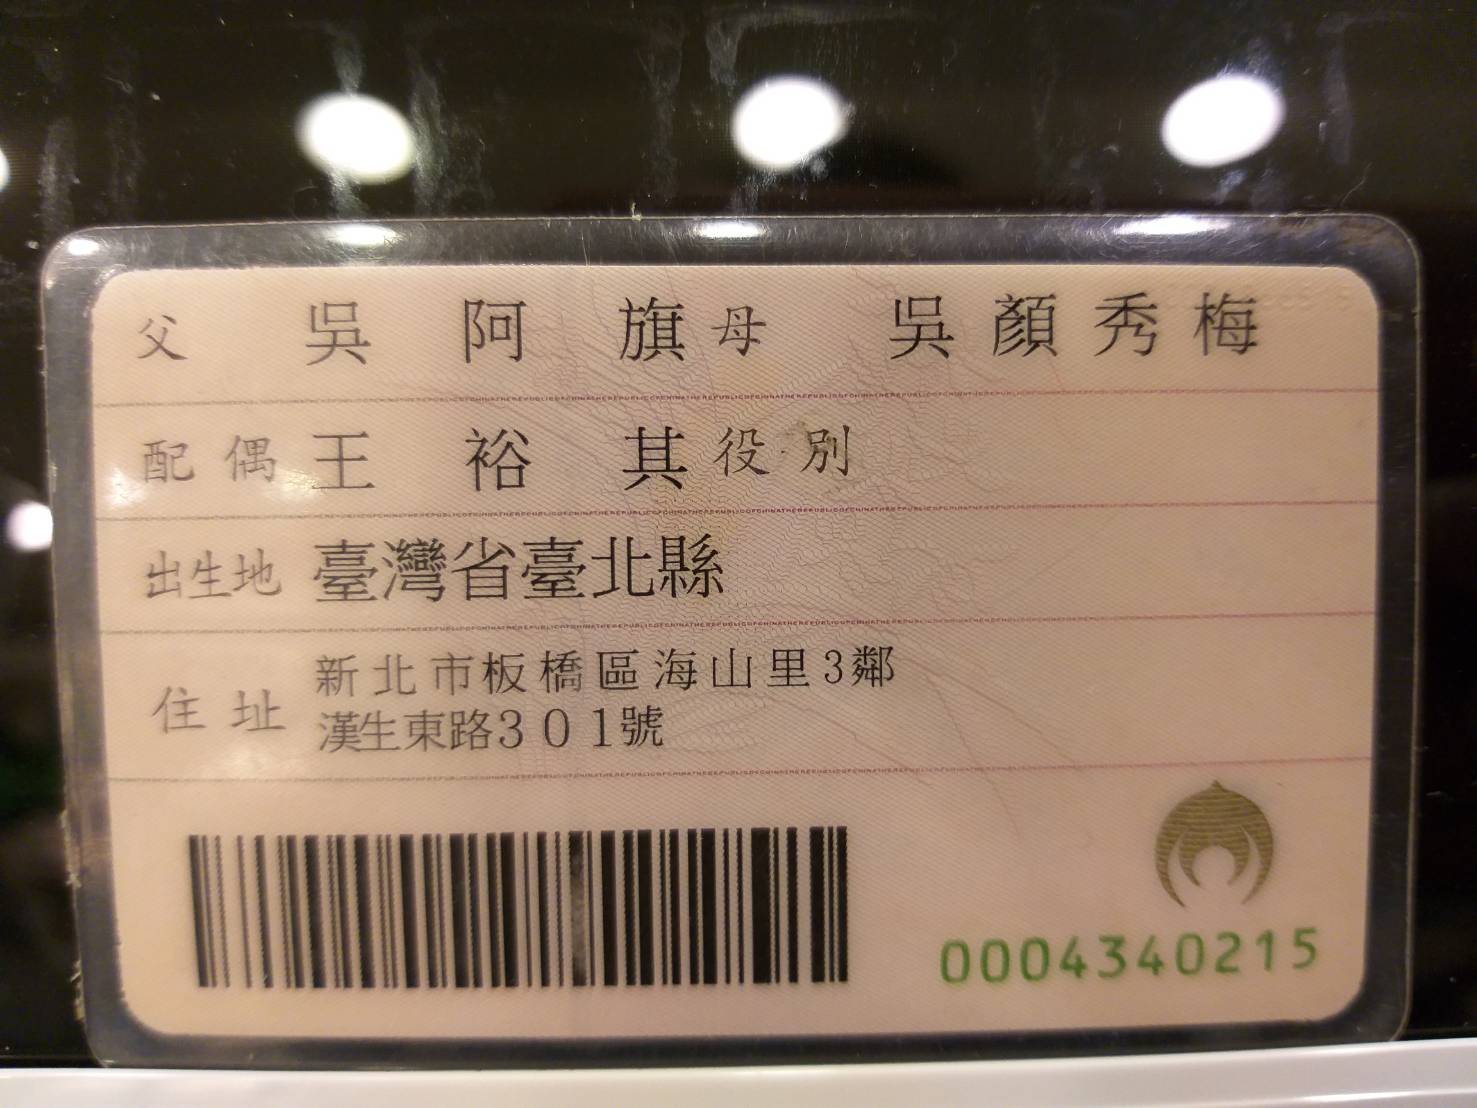 父 吳阿旗 母 吳顏秀梅
配偶 王裕其 役別
出生地 臺灣省臺北縣
住址 新北市板橋區海山里3鄰
漢生東路301號
0004340215